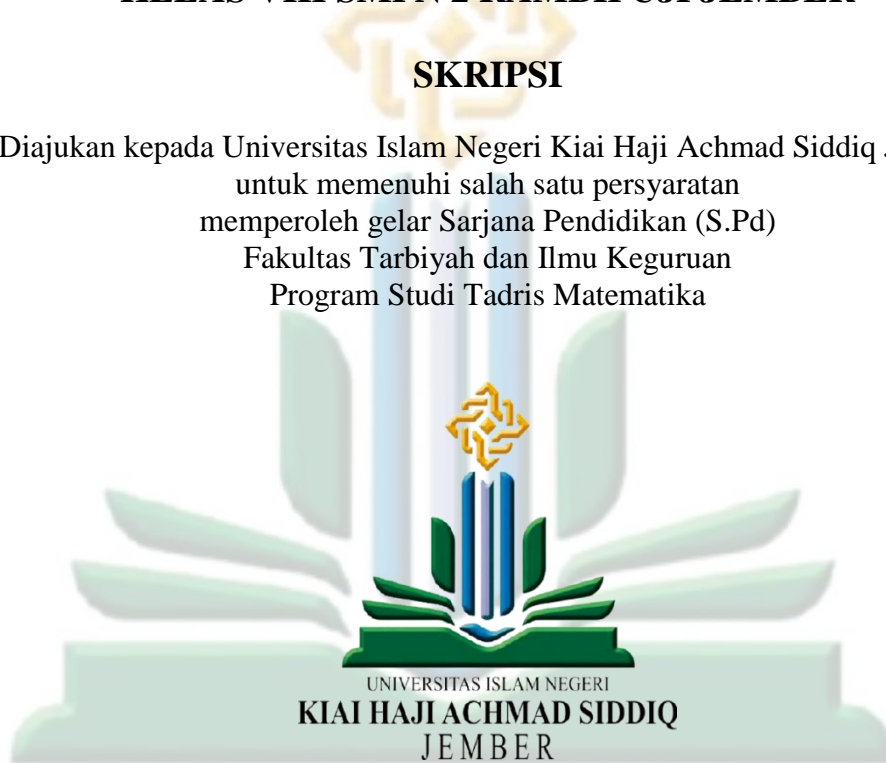 SKRIPSI
Diajukan kepada Universitas Islam Negeri Kiai Haji Achmad Siddiq
untuk memenuhi salah satu persyaratan
memperoleh gelar Sarjana Pendidikan (S.Pd)
Fakultas Tarbiyah dan Ilmu Keguruan
Program Studi Tadris Matematika
UNIVERSITAS ISLAM NEGERI
KIAI HAJI ACHMAD SIDDIQ
JEMBER